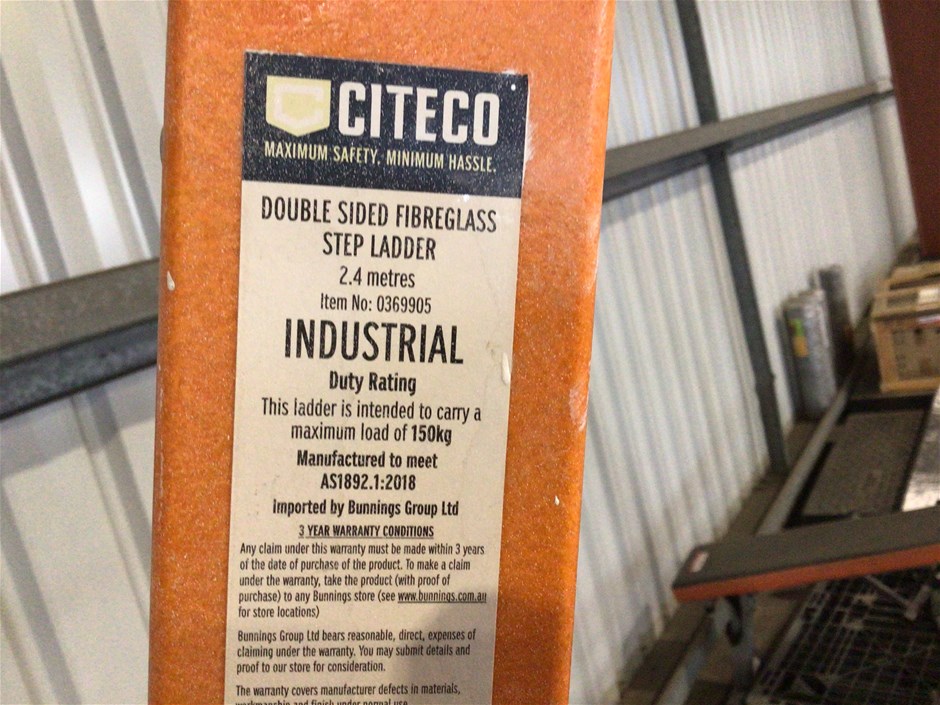 CITECO
MAXIMUM SAFETY, MINIMUM HASSLE.
DOUBLE SIDED FIBREGLASS
STEP LADDER
2.4 metres
Item No: 0369905
INDUSTRIAL
Duty Rating
This ladder is intended to carry a
maximum load of 150kg
Manufactured to meet
AS1892.1:2018
Imported by Bunnings Group Ltd
3 YEAR WARRANTY CONDITIONS
Any claim under this warranty must be made within 3 years
of the date of purchase of the product. To make a claim
under the warranty, take the product (with proof of
purchase) to any Bunnings store (see www.bunnings.com.au
for store locations)
Bunnings Group Ltd bears reasonable, direct, expenses of
claiming under the warranty. You may submit details and
proof to our store for consideration.
The warranty covers manufacturer defects in materials,
workmanship and finish under normal use.